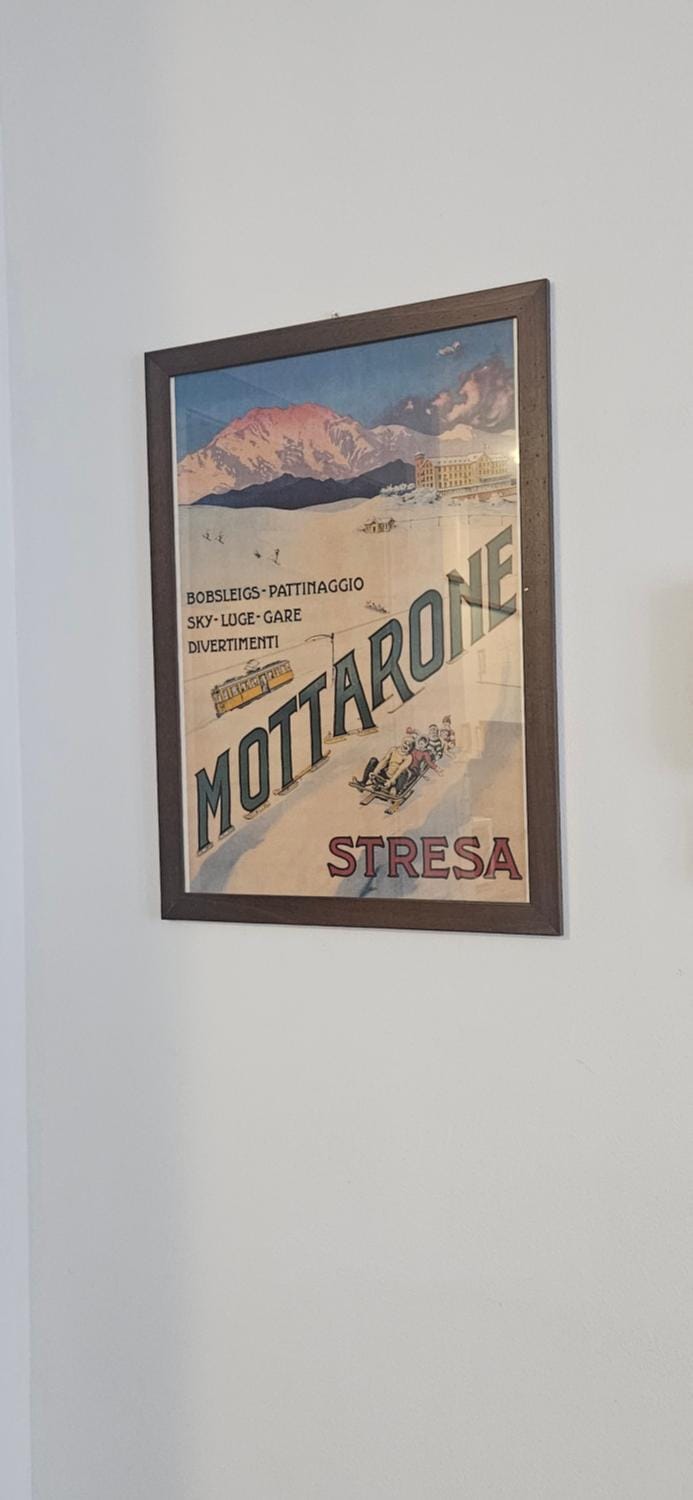 BOBSLEIGS-PATTINAGGIO
SKY-LUGE-GARE
DIVERTIMENTI
MOTTARONE
STRESA